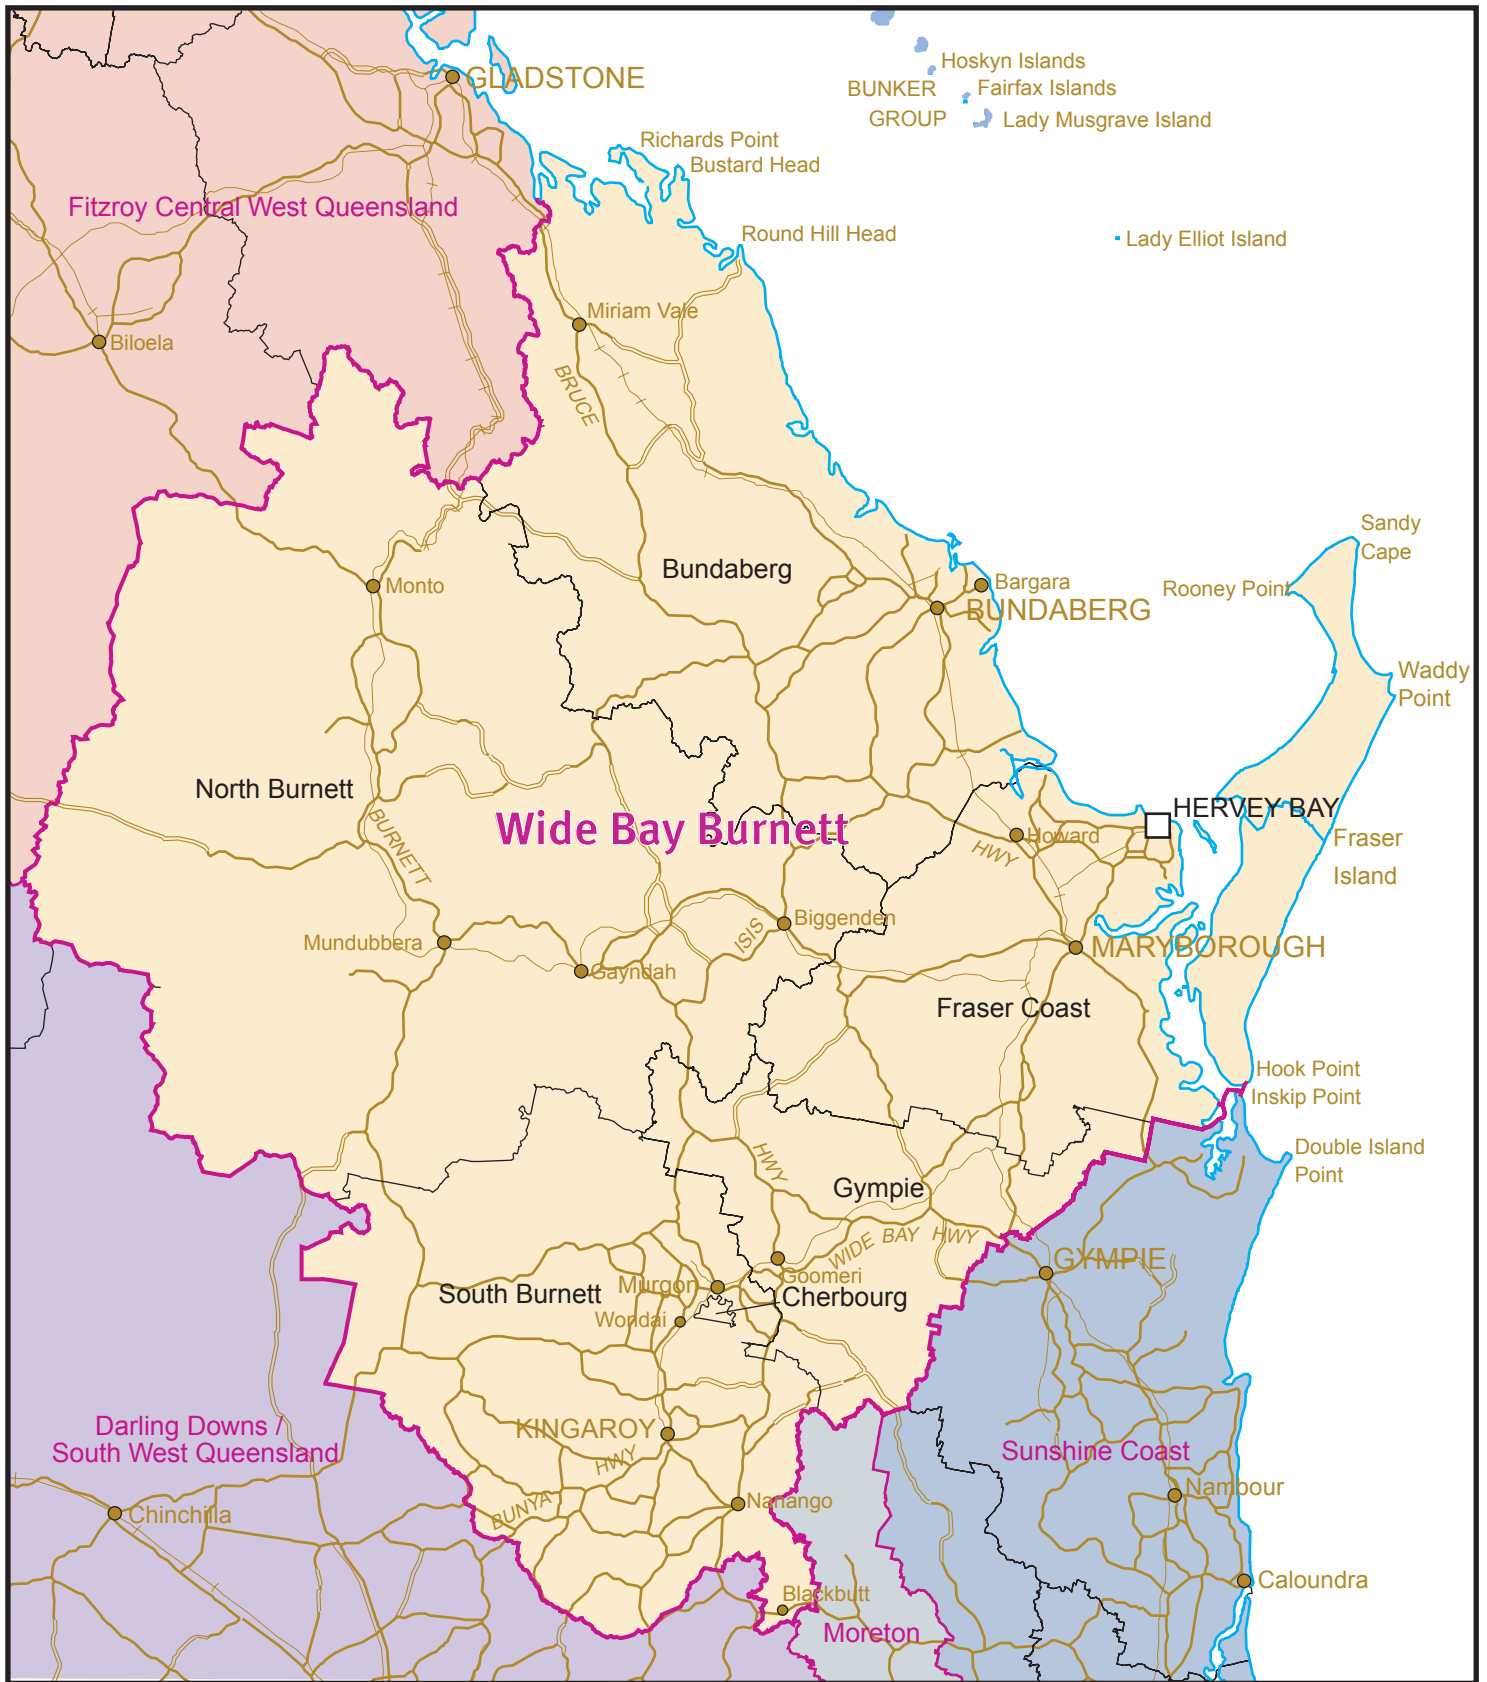 Hoskyn Islands
BUNKER
GROUP
Fairfax Islands
Lady Musgrave Island
GLADSTONE
Richards Point
Bustard Head
Fitzroy Central West Queensland
Round Hill Head
Lady Elliot Island
Miriam Vale
Biloela
BRUCE
Sandy
Cape
Bundaberg
Bargara
Rooney Point
Monto
BUNDABERG
Waddy
Point
North Burnett
HERVEY BAY
BURNETT
Wide Bay Burnett
Howard
HWY
Fraser
Island
Biggenden
ISIS
Mundubbera
MARYBOROUGH
Gayndah
Fraser Coast
Hook Point
Inskip Point
HWY
Double Island
Point
Gympie
WIDE BAY HWY
GYMPIE
Goomeri
Murgon
South Burnett
Cherbourg
Wondai
Darling Downs /
South West Queensland
KINGAROY
HWY
Sunshine Coast
BUNYA
Nanango
Nambour
Chinchilla
Blackbutt
Caloundra
Moreton